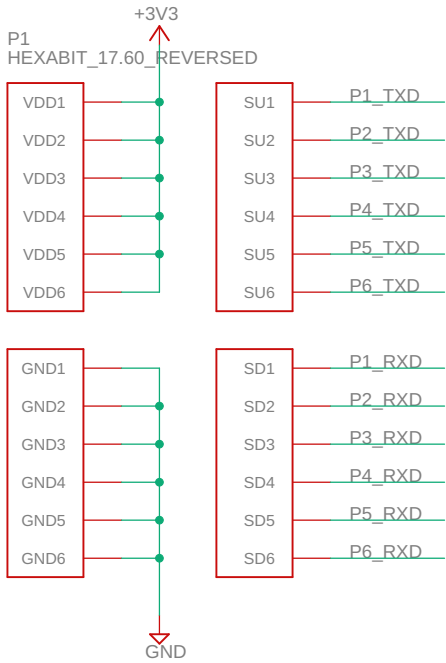 +3V3
P1
HEXABIT_17.60_REVERSED
VDD1
VDD2
VDD3
VDD4
VDD5
VDD6
SU1 P1_TXD
SU2 P2_TXD
SU3 P3_TXD
SU4 P4_TXD
SU5 P5_TXD
SU6 P6_TXD
GND1
GND2
GND3
GND4
GND5
GND6
SD1 P1_RXD
SD2 P2_RXD
SD3 P3_RXD
SD4 P4_RXD
SD5 P5_RXD
SD6 P6_RXD
GND